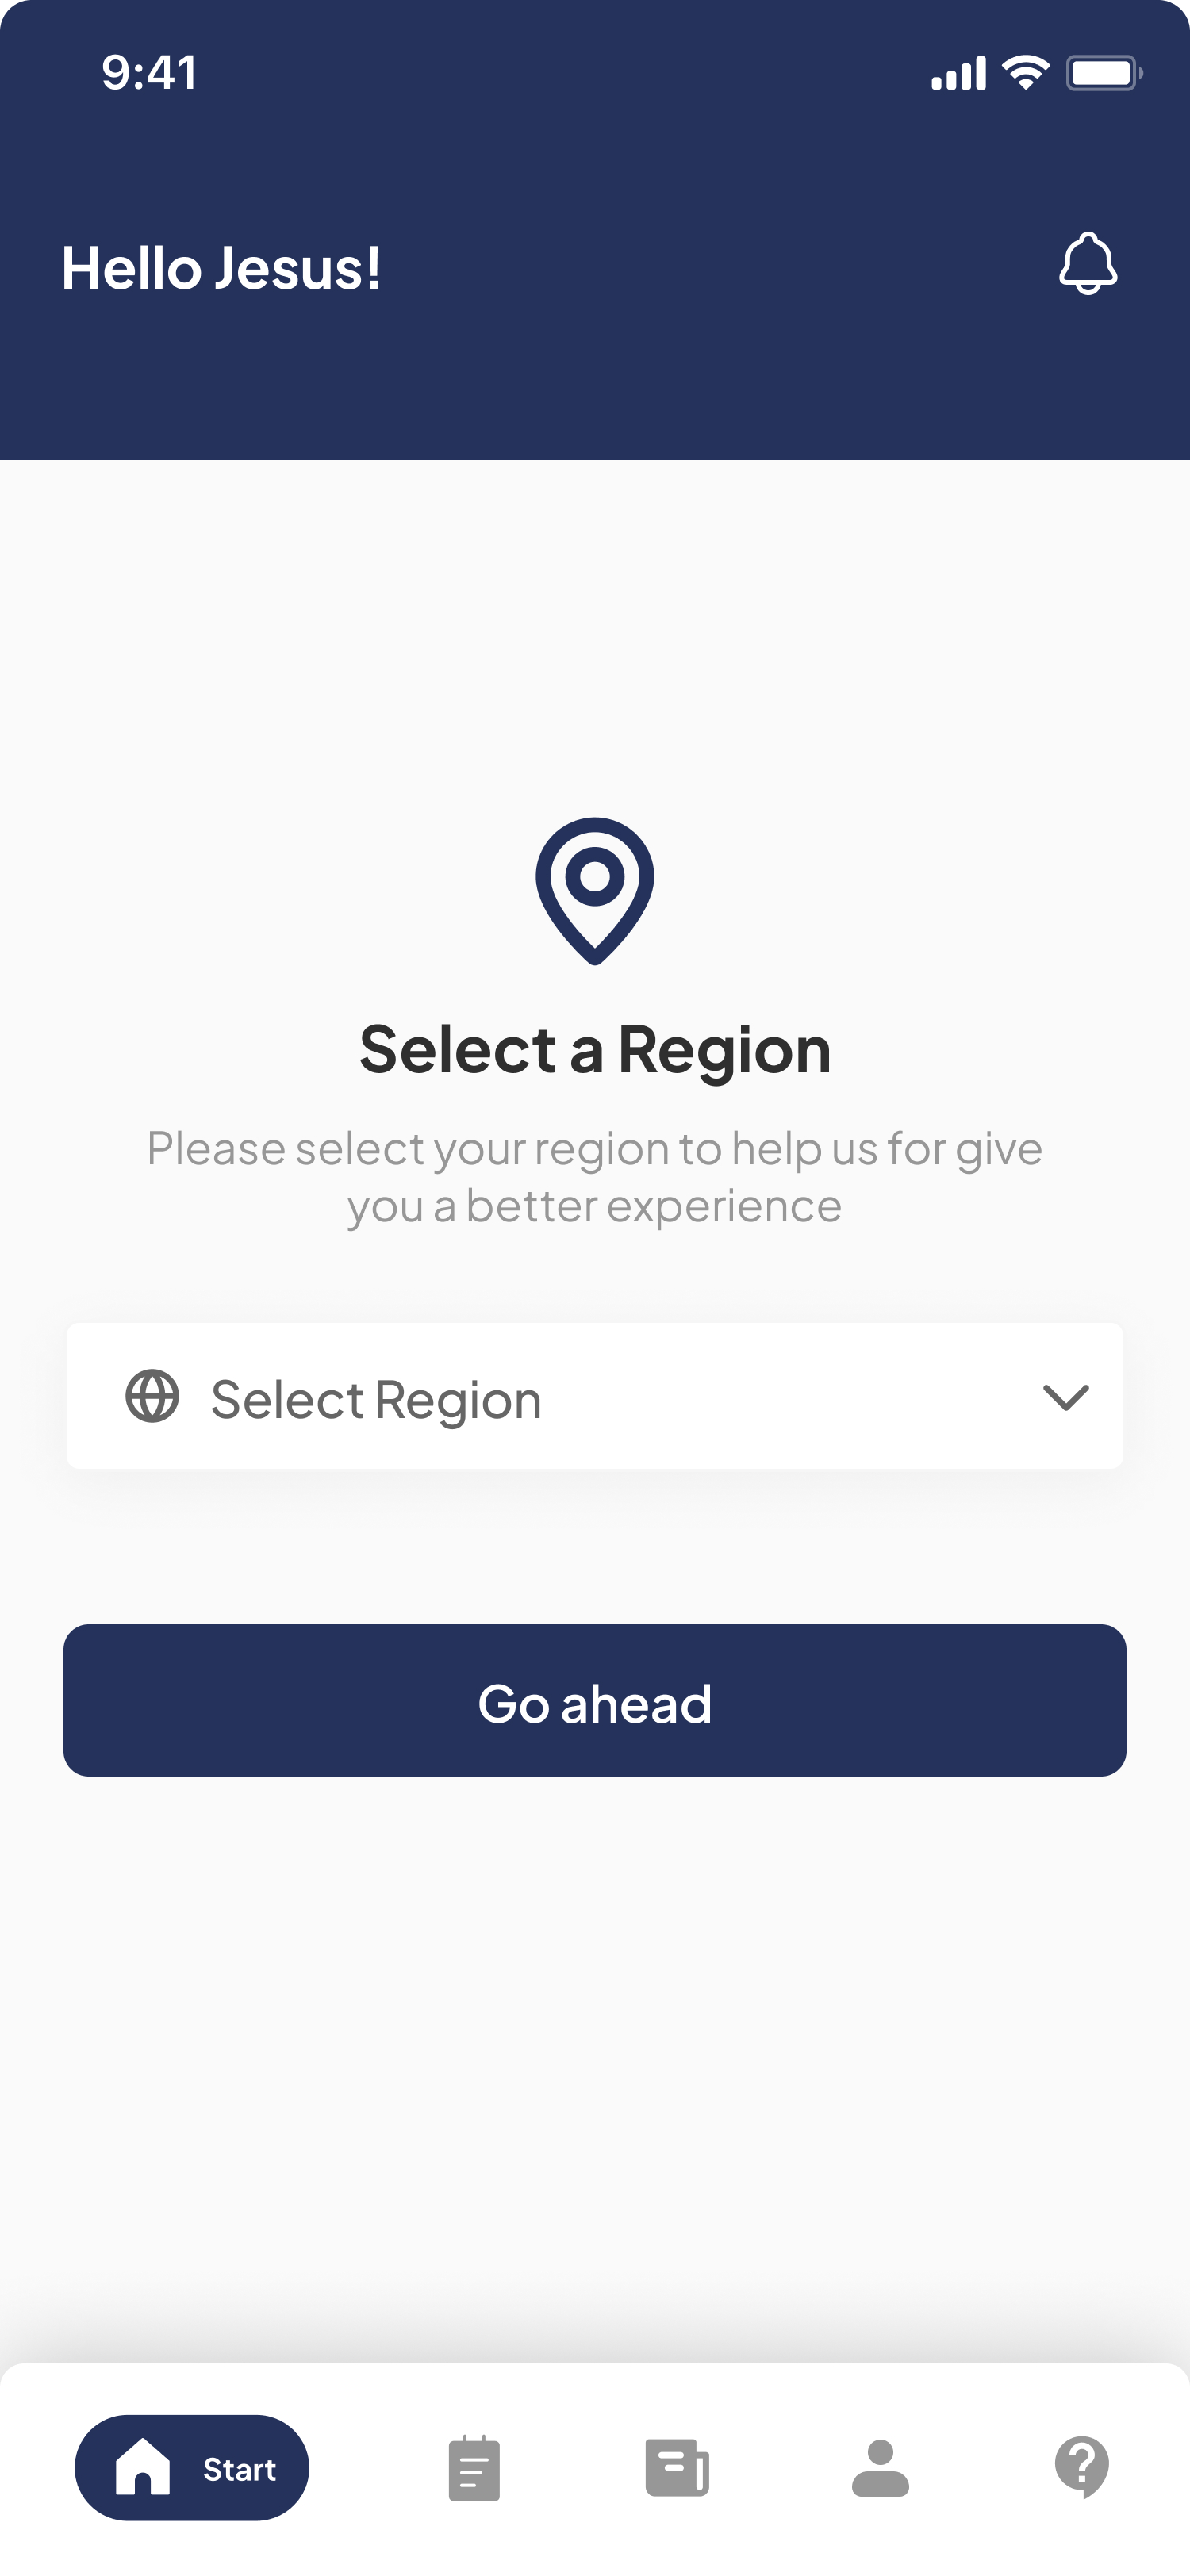 9:41
Hello Jesus!
Select a Region
Please select your region to help us for give
you a better experience
Select Region
Go ahead
Start